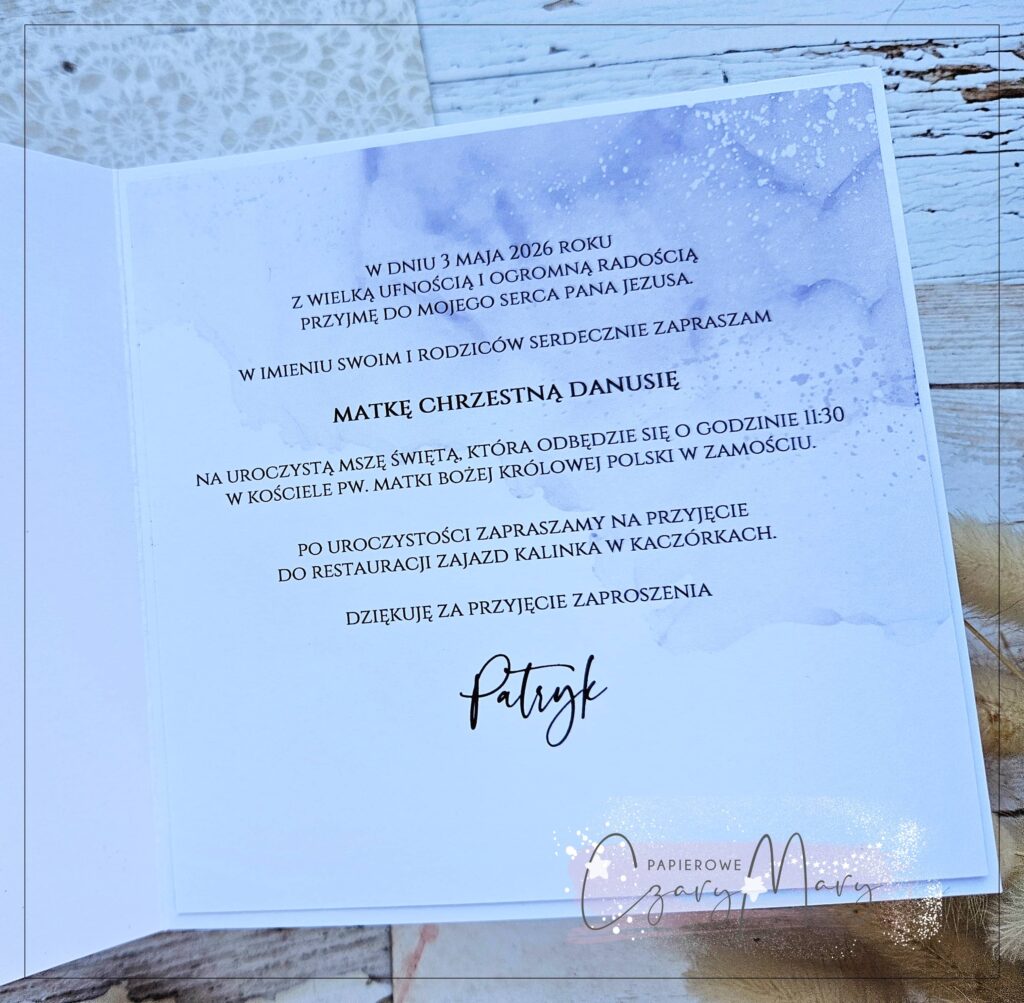 W DNIU 3 MAJA 2026 ROKU
Z WIELKĄ UFNOŚCIĄ I OGROMNĄ RADOŚCIĄ
PRZYJMĘ DO MOJEGO SERCA PANA JEZUSA.
W IMIENIU SWOIM I RODZICÓW SERDECZNIE ZAPRASZAM
MATKĘ CHRZESTNĄ DANUSIĘ
NA UROCZYSTĄ MSZĘ ŚWIĘTĄ, KTÓRA ODBĘDZIE SIĘ O GODZINIE 11:30
W KOŚCIELE PW. MATKI BOŻEJ KRÓLOWEJ POLSKI W ZAMOŚCIU.
PO UROCZYSTOŚCI ZAPRASZAMY NA PRZYJĘCIE
DO RESTAURACJI ZAJAZD KALINKA W KACZÓRKACH.
DZIĘKUJĘ ZA PRZYJĘCIE ZAPROSZENIA
Patryk
PAPIEROWE
Czary Mary